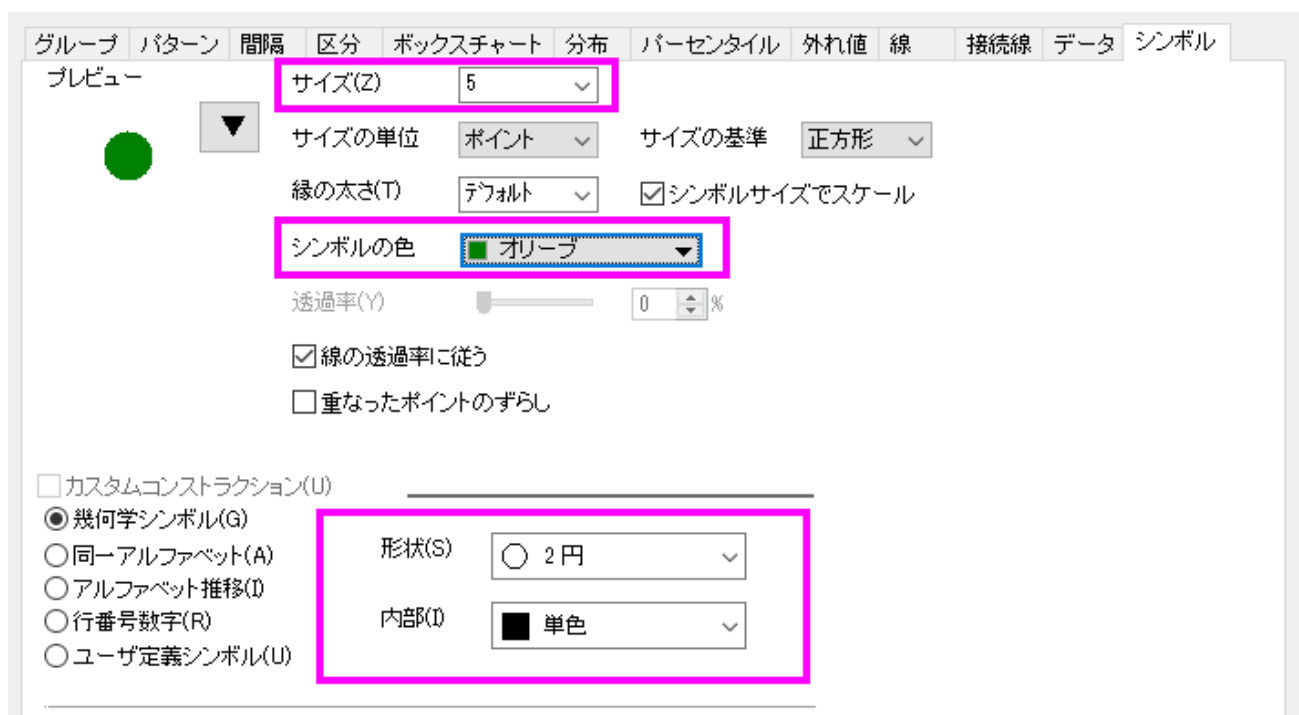 グループ パターン 間隔 区分 ボックスチャート 分布 パーセンタイル 外れ値 線 接続線 データ シンボル
プレビュー
サイズ(Z) 5
サイズの単位 ポイント サイズの基準 正方形
縁の太さ(T) デフォルト シンボルサイズでスケール
シンボルの色 オリーブ
透過率(Y) 0 %
線の透過率に従う
重なったポイントのずらし
カスタムコンストラクション(U)
幾何学シンボル(G)
同一アルファベット(A)
アルファベット推移(I)
行番号数字(R)
ユーザ定義シンボル(U)
形状(S) 2 円
内部(I) 単色